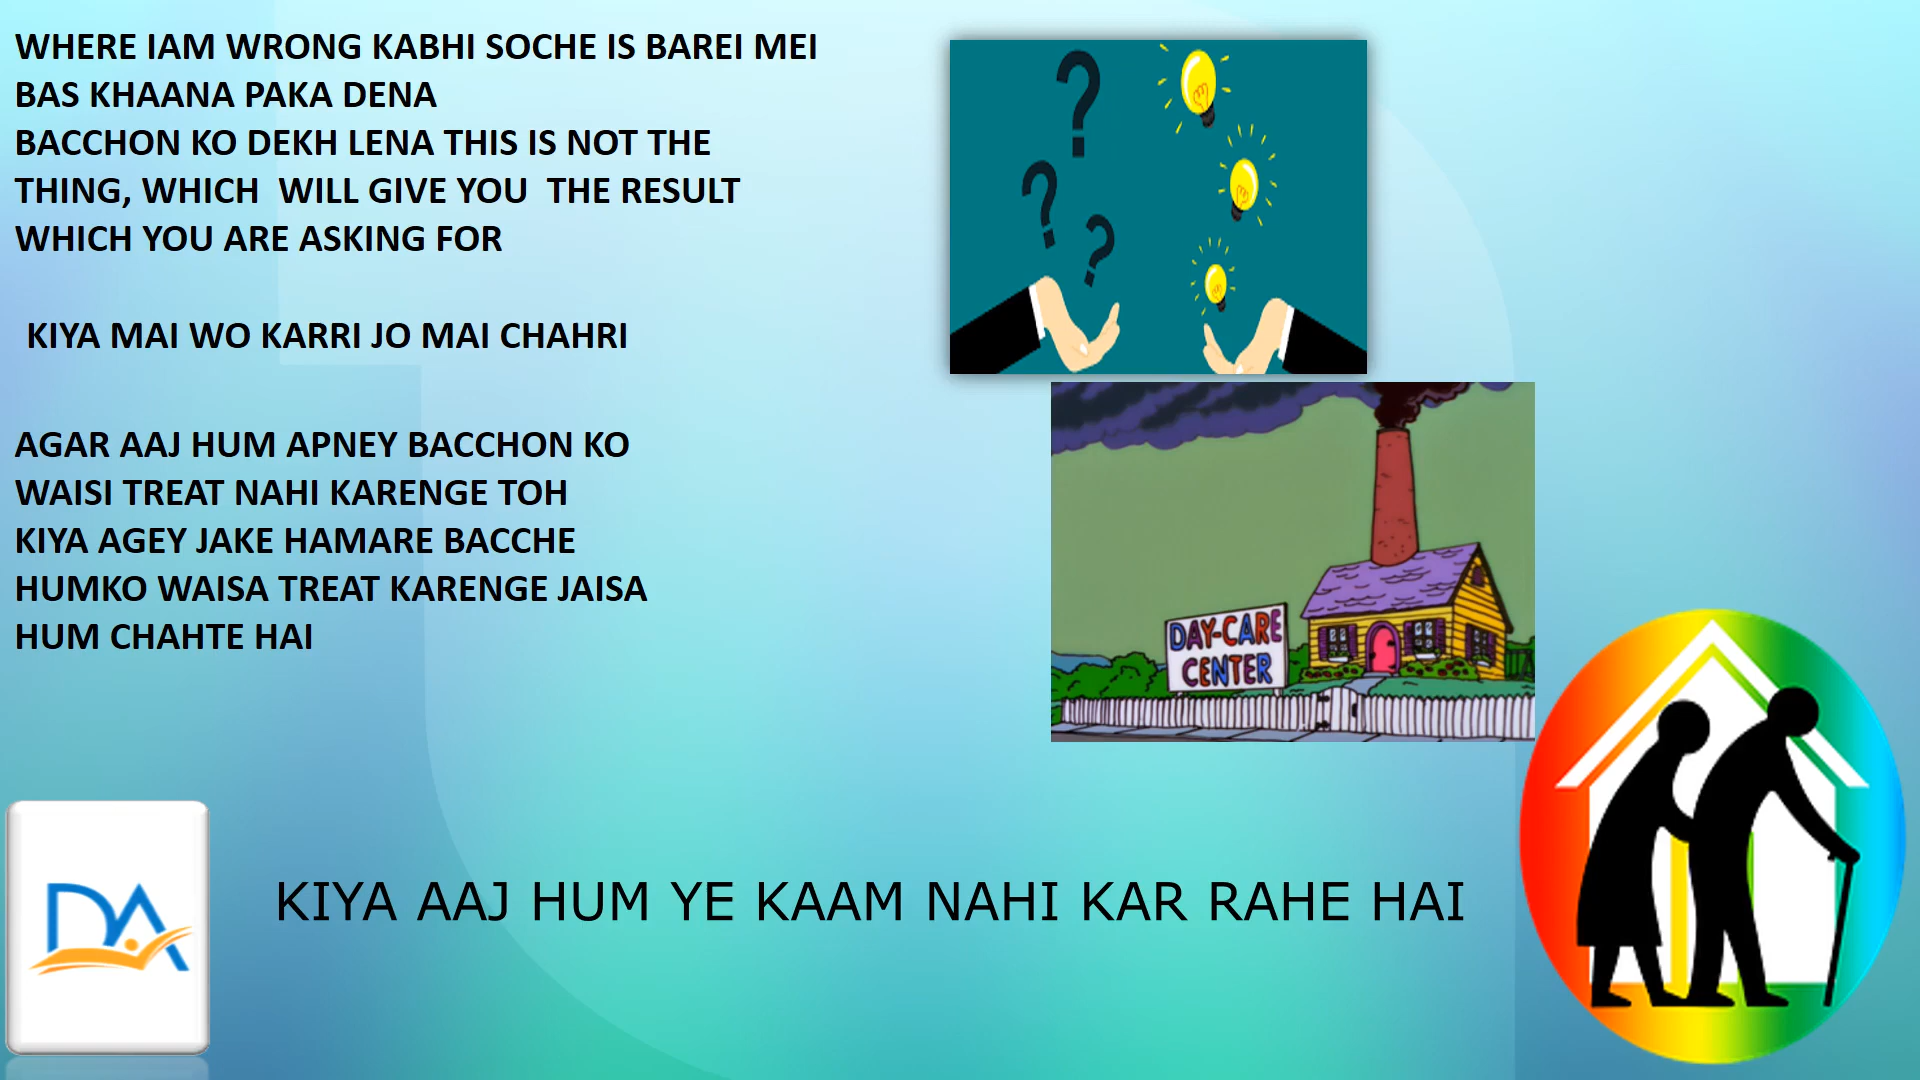 WHERE IAM WRONG KABHI SOCHE IS BAREI MEI
BAS KHAANA PAKA DENA
BACCHON KO DEKH LENA THIS IS NOT THE
THING, WHICH  WILL GIVE YOU  THE RESULT
WHICH YOU ARE ASKING FOR
KIYA MAI WO KARRI JO MAI CHAHRI
AGAR AAJ HUM APNEY BACCHON KO
WAISI TREAT NAHI KARENGE TOH
KIYA AGEY JAKE HAMARE BACCHE
HUMKO WAISA TREAT KARENGE JAISA
HUM CHAHTE HAI
? ? ?
DAY-CARE
CENTER
DA
KIYA AAJ HUM YE KAAM NAHI KAR RAHE HAI